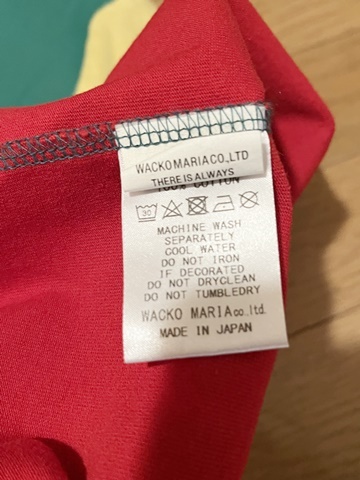 WACKOMARIACO.,LTD
THERE IS ALWAYS
100% COTTON
30
MACHINE WASH
SEPARATELY
COOL WATER
DO NOT IRON
IF DECORATED
DO NOT DRYCLEAN
DO NOT TUMBLEDRY
WACKO MARIAco.ltd.
MADE IN JAPAN